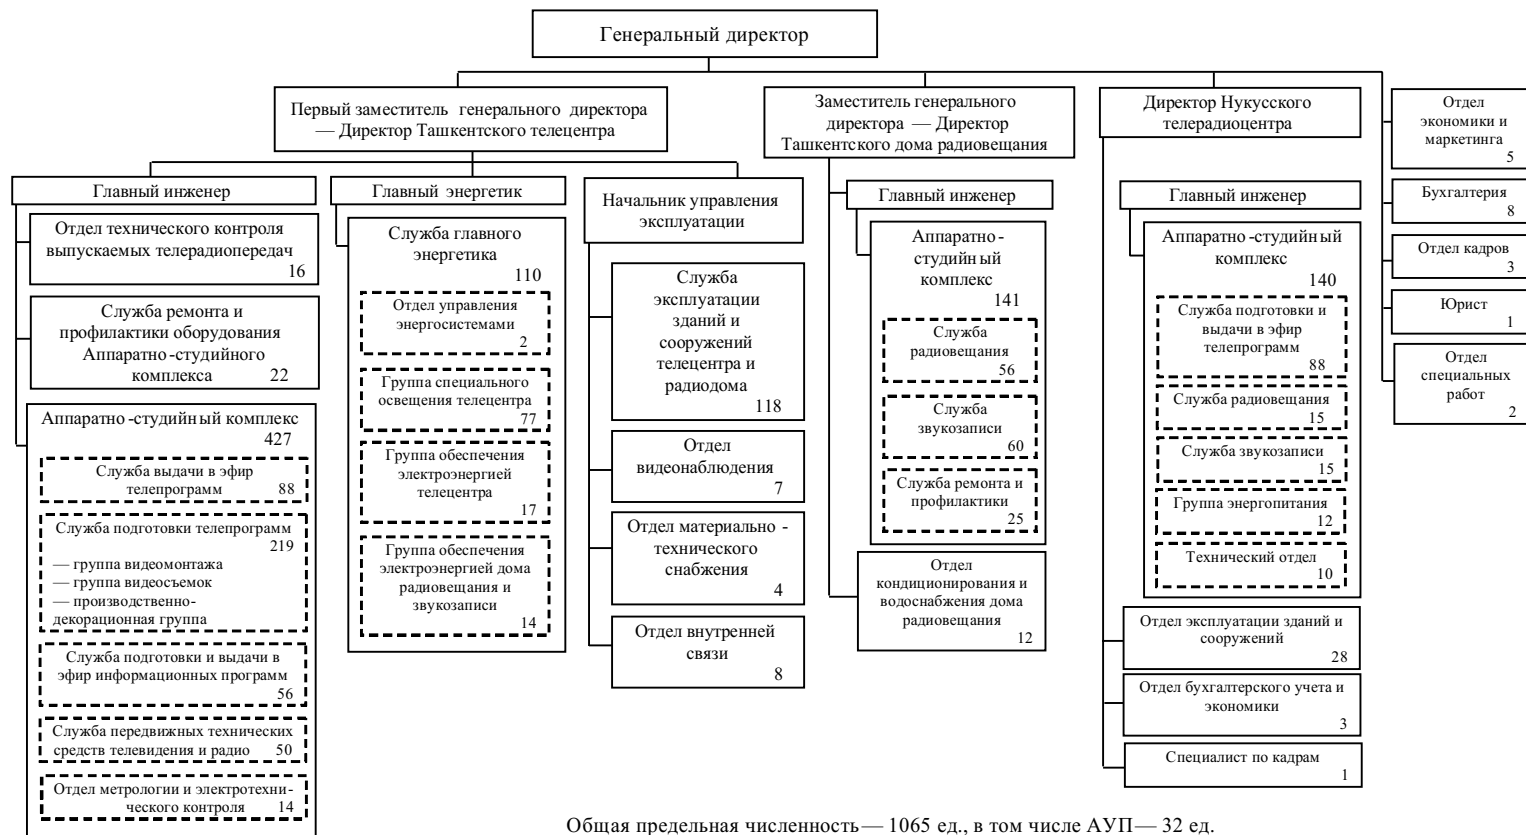 Генеральный директор
Первый заместитель генерального директора
— Директор Ташкентского телецентра
Заместитель генерального
директора — Директор
Ташкентского дома радиовещания
Директор Нукусского
телерадиоцентра
Отдел
экономики и
маркетинга
5
Бухгалтерия
8
Отдел кадров
3
Юрист
1
Отдел
специальных
работ
2
Главный инженер
Отдел технического контроля
выпускаемых телерадиопередач
16
Служба ремонта и
профилактики оборудования
Аппаратно-студийного
комплекса 22
Аппаратно-студийный комплекс
427
Служба выдачи в эфир
телепрограмм 88
Служба подготовки телепрограмм
219
— группа видеомонтажа
— группа видеосъемок
— производственно-
декорационная группа
Служба подготовки и выдачи в
эфир информационных программ
56
Служба передвижных технических
средств телевидения и радио 50
Отдел метрологии и электротехни-
ческого контроля 14
Главный энергетик
Служба главного
энергетика
110
Отдел управления
энергосистемами
2
Группа специального
освещения телецентра
77
Группа обеспечения
электроэнергией
телецентра
17
Группа обеспечения
электроэнергией дома
радиовещания и
звукозаписи
14
Начальник управления
эксплуатации
Служба
эксплуатации
зданий и
сооружений
телецентра и
радиодома
118
Отдел
видеонаблюдения
7
Отдел материально-
технического
снабжения
4
Отдел внутренней
связи
8
Главный инженер
Аппаратно-
студийный
комплекс
141
Служба
радиовещания
56
Служба
звукозаписи
60
Служба ремонта и
профилактики
25
Отдел
кондиционирования и
водоснабжения дома
радиовещания
12
Главный инженер
Аппаратно-студийный
комплекс
140
Служба подготовки и
выдачи в эфир
телепрограмм
88
Служба радиовещания
15
Служба звукозаписи
15
Группа энергопитания
12
Технический отдел
10
Отдел эксплуатации зданий и
сооружений
28
Отдел бухгалтерского учета и
экономики
3
Специалист по кадрам
1
Общая предельная численность— 1065 ед., в том числе АУП— 32 ед.